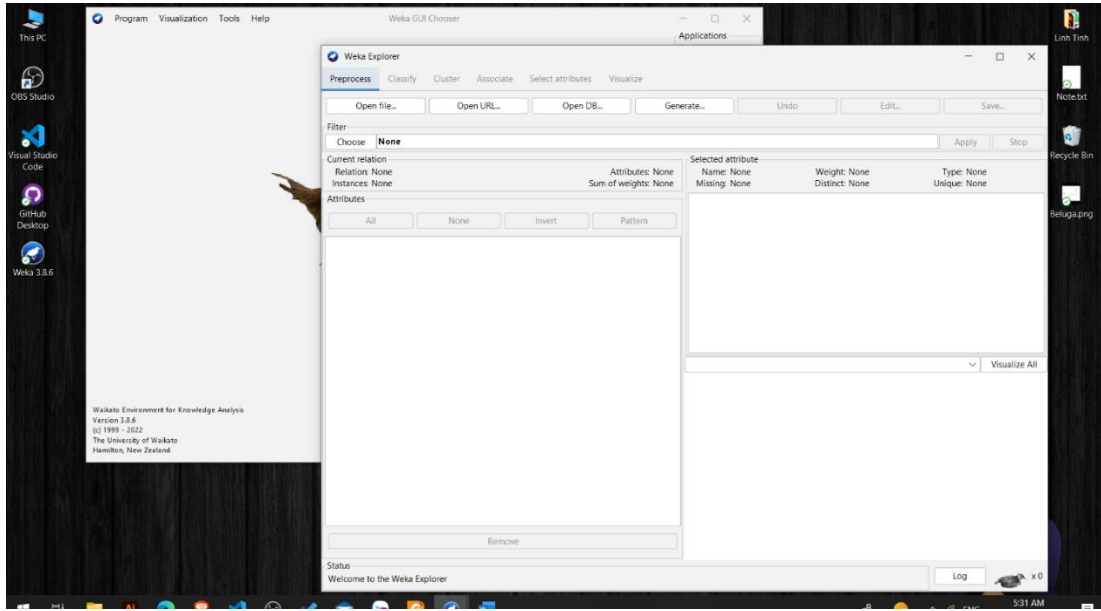 This PC
OBS Studio
Visual Studio
Code
GitHub
Desktop
Weka 3.8.6
Program Visualization Tools Help
Weka GUI Chooser
Applications
Waikato Environment for Knowledge Analysis
Version 3.8.6
(c) 1999 - 2022
The University of Waikato
Hamilton, New Zealand
Weka Explorer
Preprocess Classify Cluster Associate Select attributes Visualize
Open file... Open URL... Open DB... Generate... Undo Edit... Save...
Filter
Choose None Apply Stop
Current relation
Relation: None Attributes: None
Instances: None Sum of weights: None
Attributes
All None Invert Pattern
Remove
Selected attribute
Name: None Weight: None Type: None
Missing: None Distinct: None Unique: None
Visualize All
Status
Welcome to the Weka Explorer
Log x 0
Linh Tinh
Note.txt
Recycle Bin
Beluga.png
Ai
ENG
5:31 AM